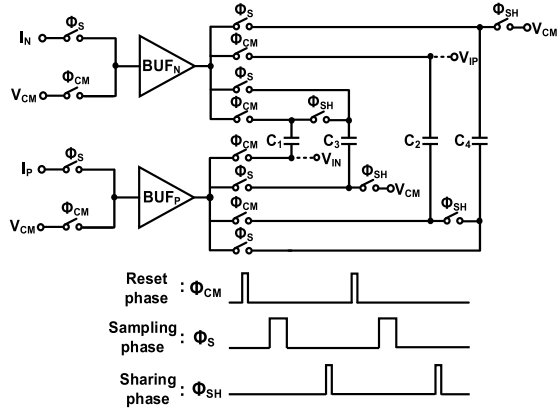 Φ_S
Φ_SH
I_N Φ_S
V_CM
Φ_CM
V_IP
BUF_N
Φ_S
Φ_CM
V_CM
Φ_CM
Φ_SH
C_1 C_3 C_2 C_4
Φ_CM
V_IN
Φ_S
I_P
Φ_S
Φ_SH
V_CM
BUF_P
Φ_CM
Φ_SH
V_CM
Φ_CM
Φ_S
Reset
phase : Φ_CM
Sampling
phase : Φ_S
Sharing
phase : Φ_SH